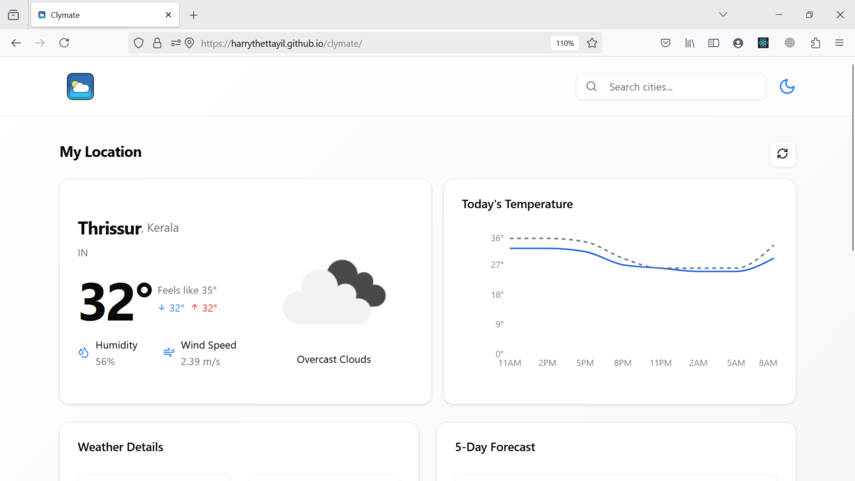 Clymate
https://harrythettayil.github.io/clymate/
110%
Search cities...
My Location
Thrissur, Kerala
IN
32°
Feels like 35°
↓ 32° ↑ 32°
Humidity
56%
Wind Speed
2.39 m/s
Overcast Clouds
Today's Temperature
36°
27°
18°
9°
0°
11AM 2PM 5PM 8PM 11PM 2AM 5AM 8AM
Weather Details
5-Day Forecast